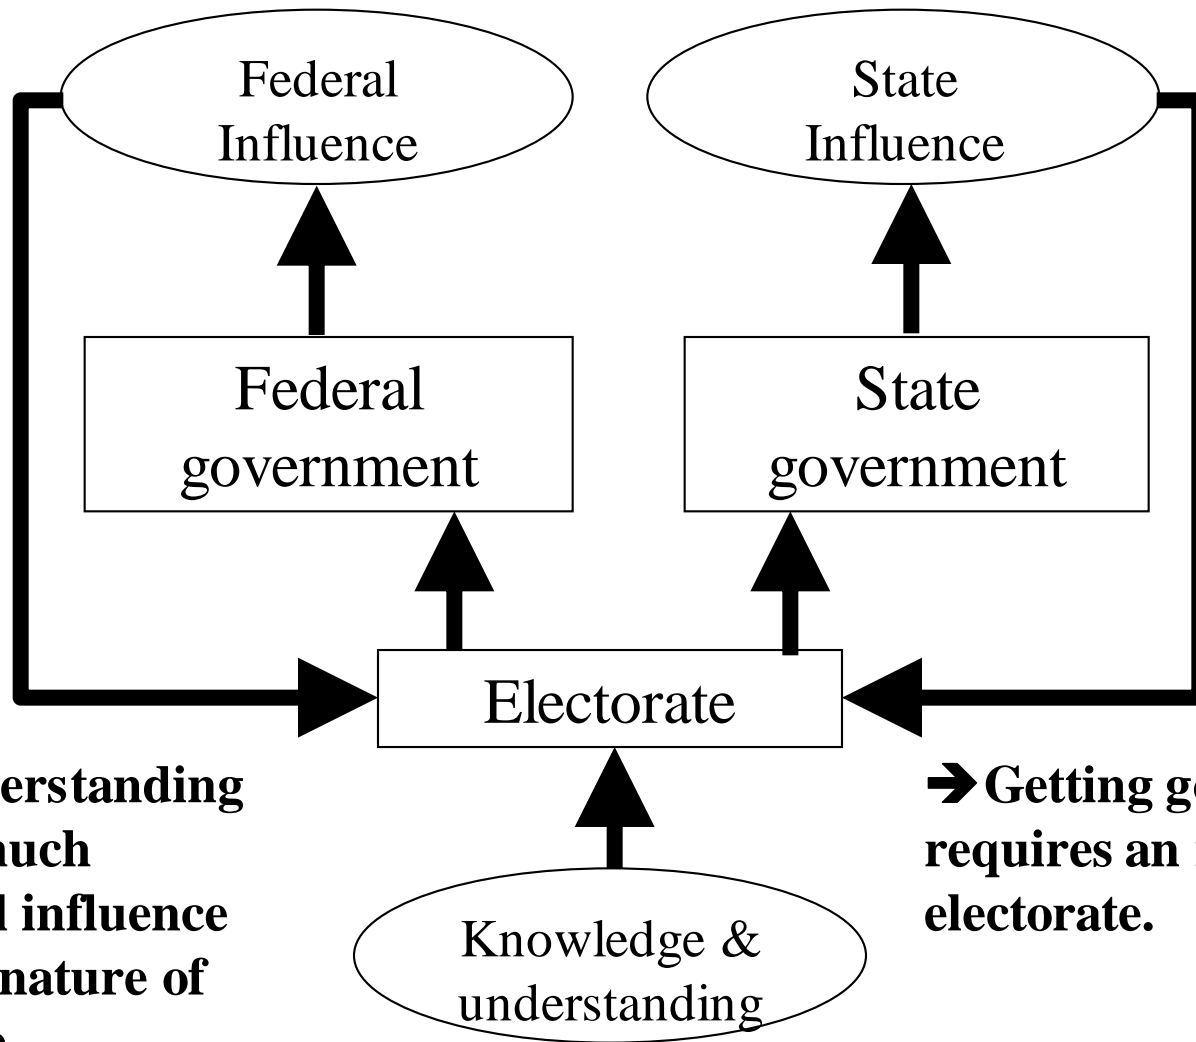 Federal
Influence
State
Influence
Federal
government
State
government
Electorate
Knowledge &
understanding
influence
nature of
➔Getting
requires an
electorate.